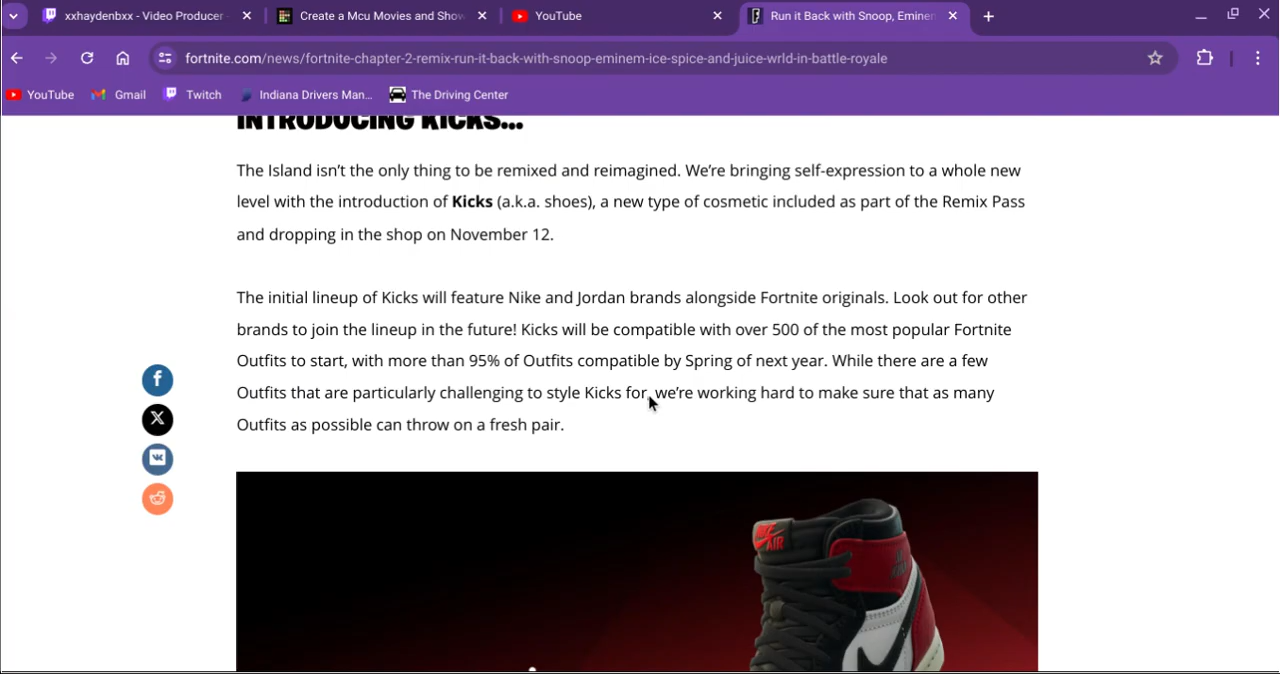 xxhaydenbxx - Video Producer
Create a Mcu Movies and Show
YouTube
Run it Back with Snoop, Eminen
fortnite.com/news/fortnite-chapter-2-remix-run-it-back-with-snoop-eminem-ice-spice-and-juice-wrld-in-battle-royale
YouTube
Gmail
Twitch
Indiana Drivers Man...
The Driving Center
INTRODUCING KICKS...
The Island isn't the only thing to be remixed and reimagined. We're bringing self-expression to a whole new
level with the introduction of Kicks (a.k.a. shoes), a new type of cosmetic included as part of the Remix Pass
and dropping in the shop on November 12.
The initial lineup of Kicks will feature Nike and Jordan brands alongside Fortnite originals. Look out for other
brands to join the lineup in the future! Kicks will be compatible with over 500 of the most popular Fortnite
Outfits to start, with more than 95% of Outfits compatible by Spring of next year. While there are a few
Outfits that are particularly challenging to style Kicks for, we're working hard to make sure that as many
Outfits as possible can throw on a fresh pair.
AIR